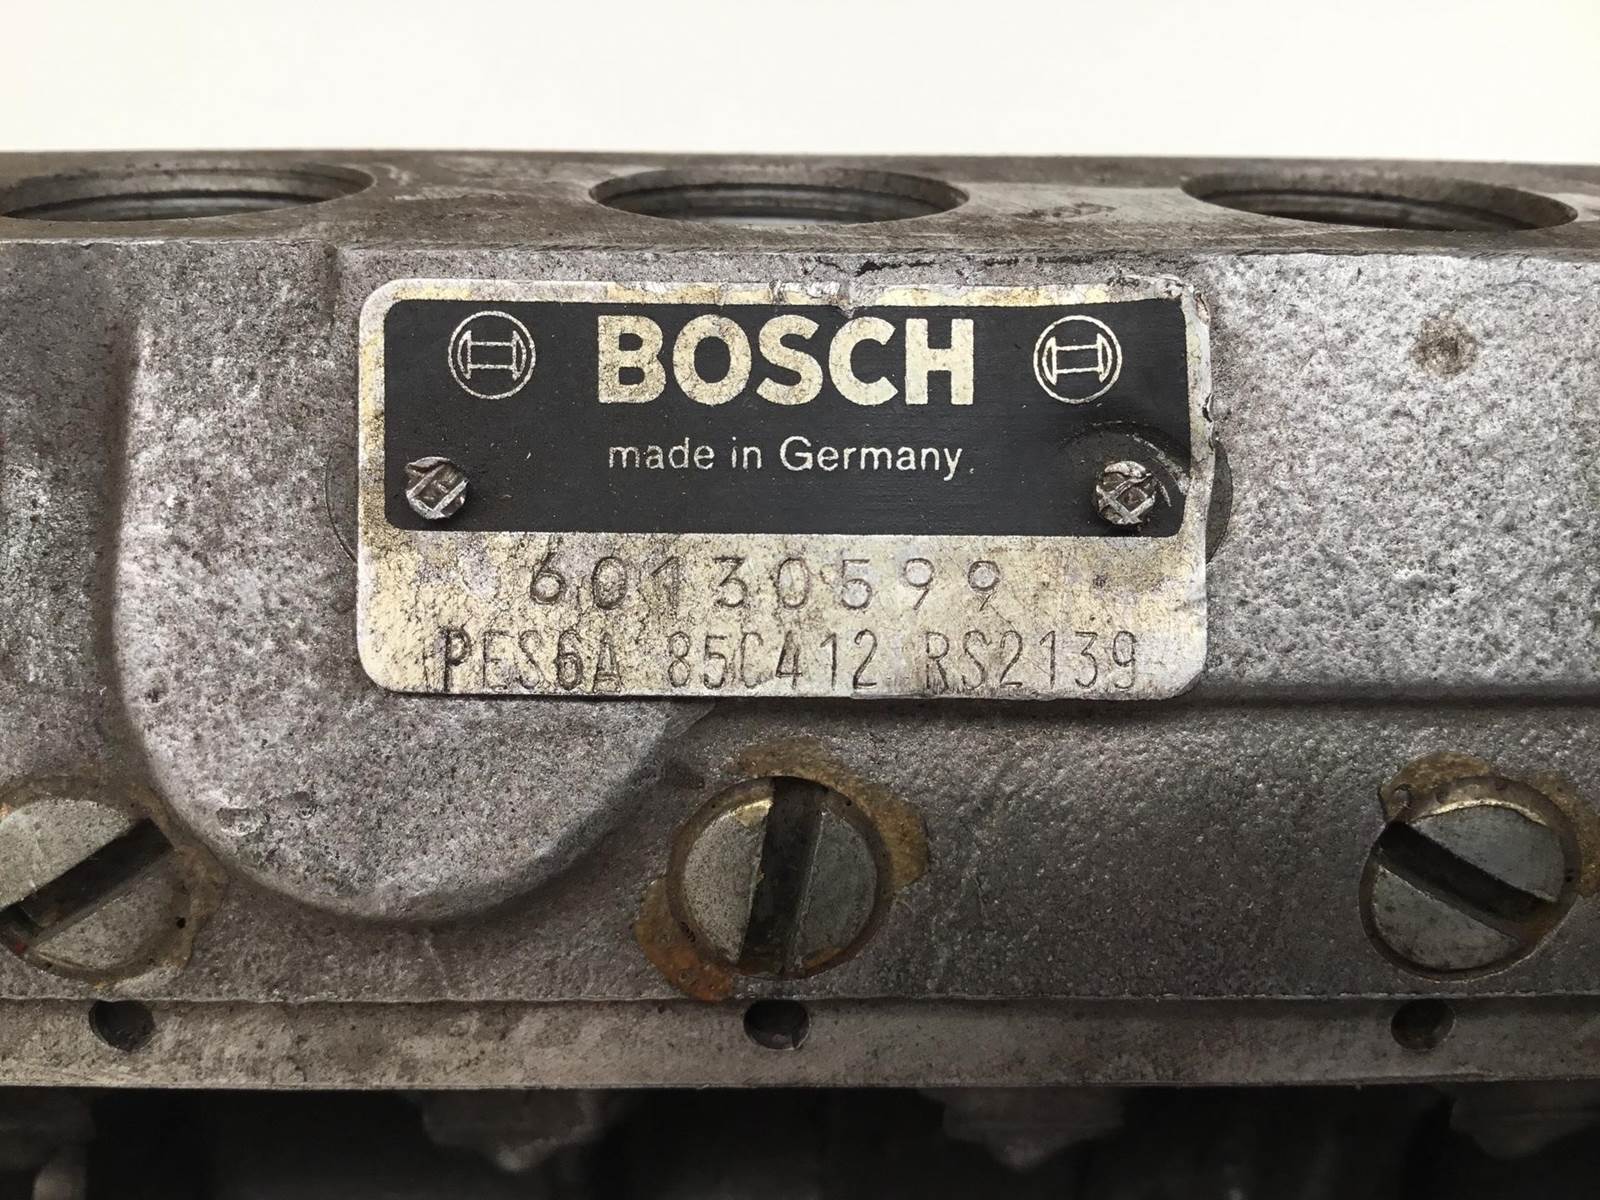 BOSCH
made in Germany
60130599
PES6A 85C412 RS2139